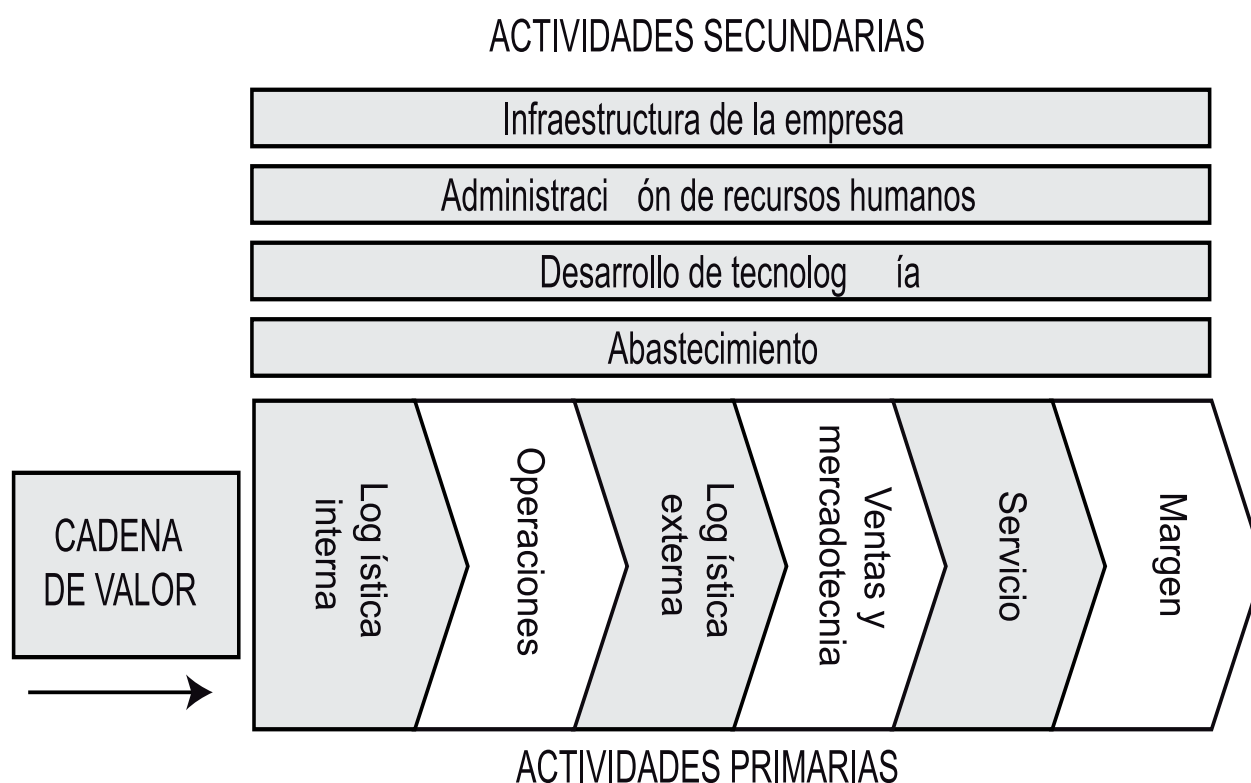 ACTIVIDADES SECUNDARIAS
Infraestructura de la empresa
Administraci ón de recursos humanos
Desarrollo de tecnolog ía
Abastecimiento
CADENA
DE VALOR
Log ística
interna
Operaciones
Log ística
externa
Ventas y
mercadotecnia
Servicio
Margen
ACTIVIDADES PRIMARIAS